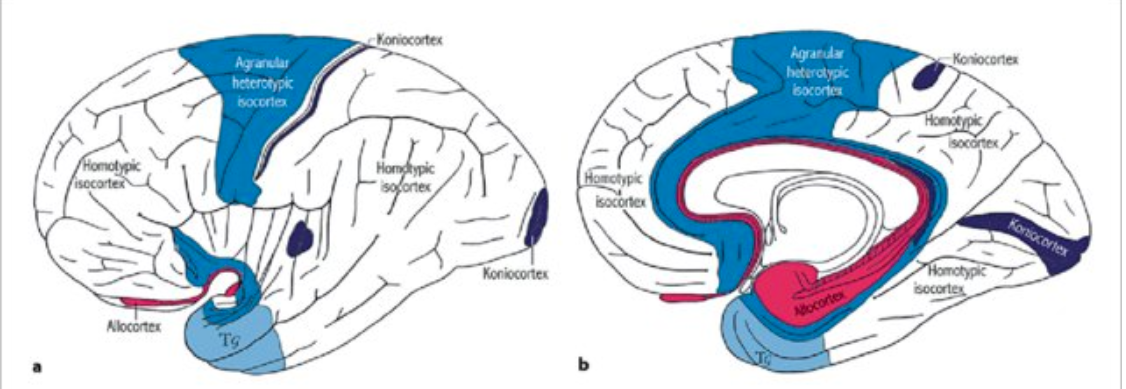 Koniocortex
Agranular
heterotypic
isocortex
Homotypic
isocortex
Homotypic
isocortex
Koniocortex
Allocortex
TG
a
Agranular
heterotypic
isocortex
Koniocortex
Homotypic
isocortex
Homotypic
isocortex
Koniocortex
Homotypic
isocortex
Allocortex
TG
b